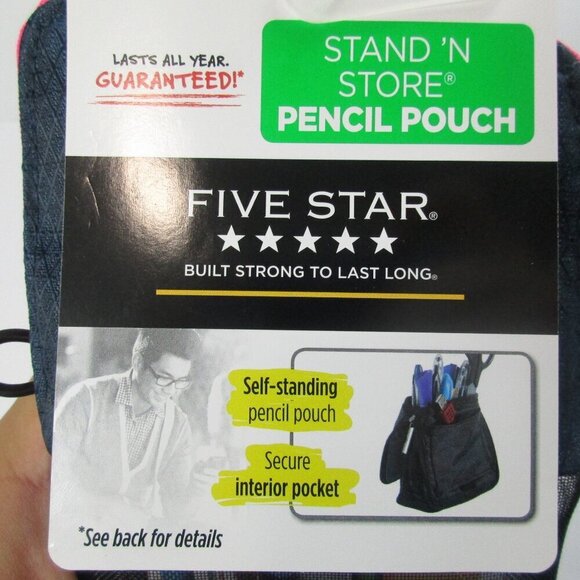 LASTS ALL YEAR.
GUARANTEED!*
STAND 'N
STORE®
PENCIL POUCH
FIVE STAR®
★★★★★
BUILT STRONG TO LAST LONG®
Self-standing
pencil pouch
Secure
interior pocket
*See back for details